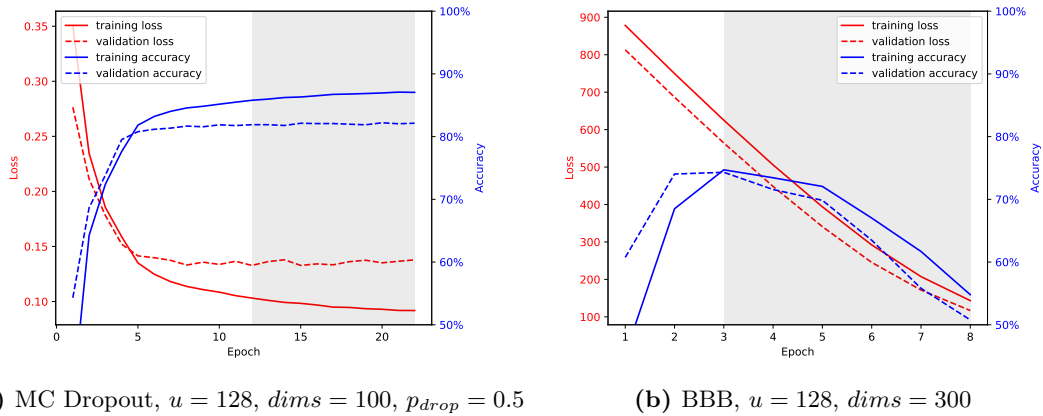 0.35
0.30
0.25
0.20
0.15
0.10
Loss
0
5
10
15
20
Epoch
100%
90%
80%
70%
60%
50%
Accuracy
training loss
validation loss
training accuracy
validation accuracy
900
800
700
600
500
400
300
200
100
Loss
1
2
3
4
5
6
7
8
Epoch
100%
90%
80%
70%
60%
50%
Accuracy
training loss
validation loss
training accuracy
validation accuracy
) MC Dropout, u = 128, dims = 100, p_drop = 0.5
(b) BBB, u = 128, dims = 300